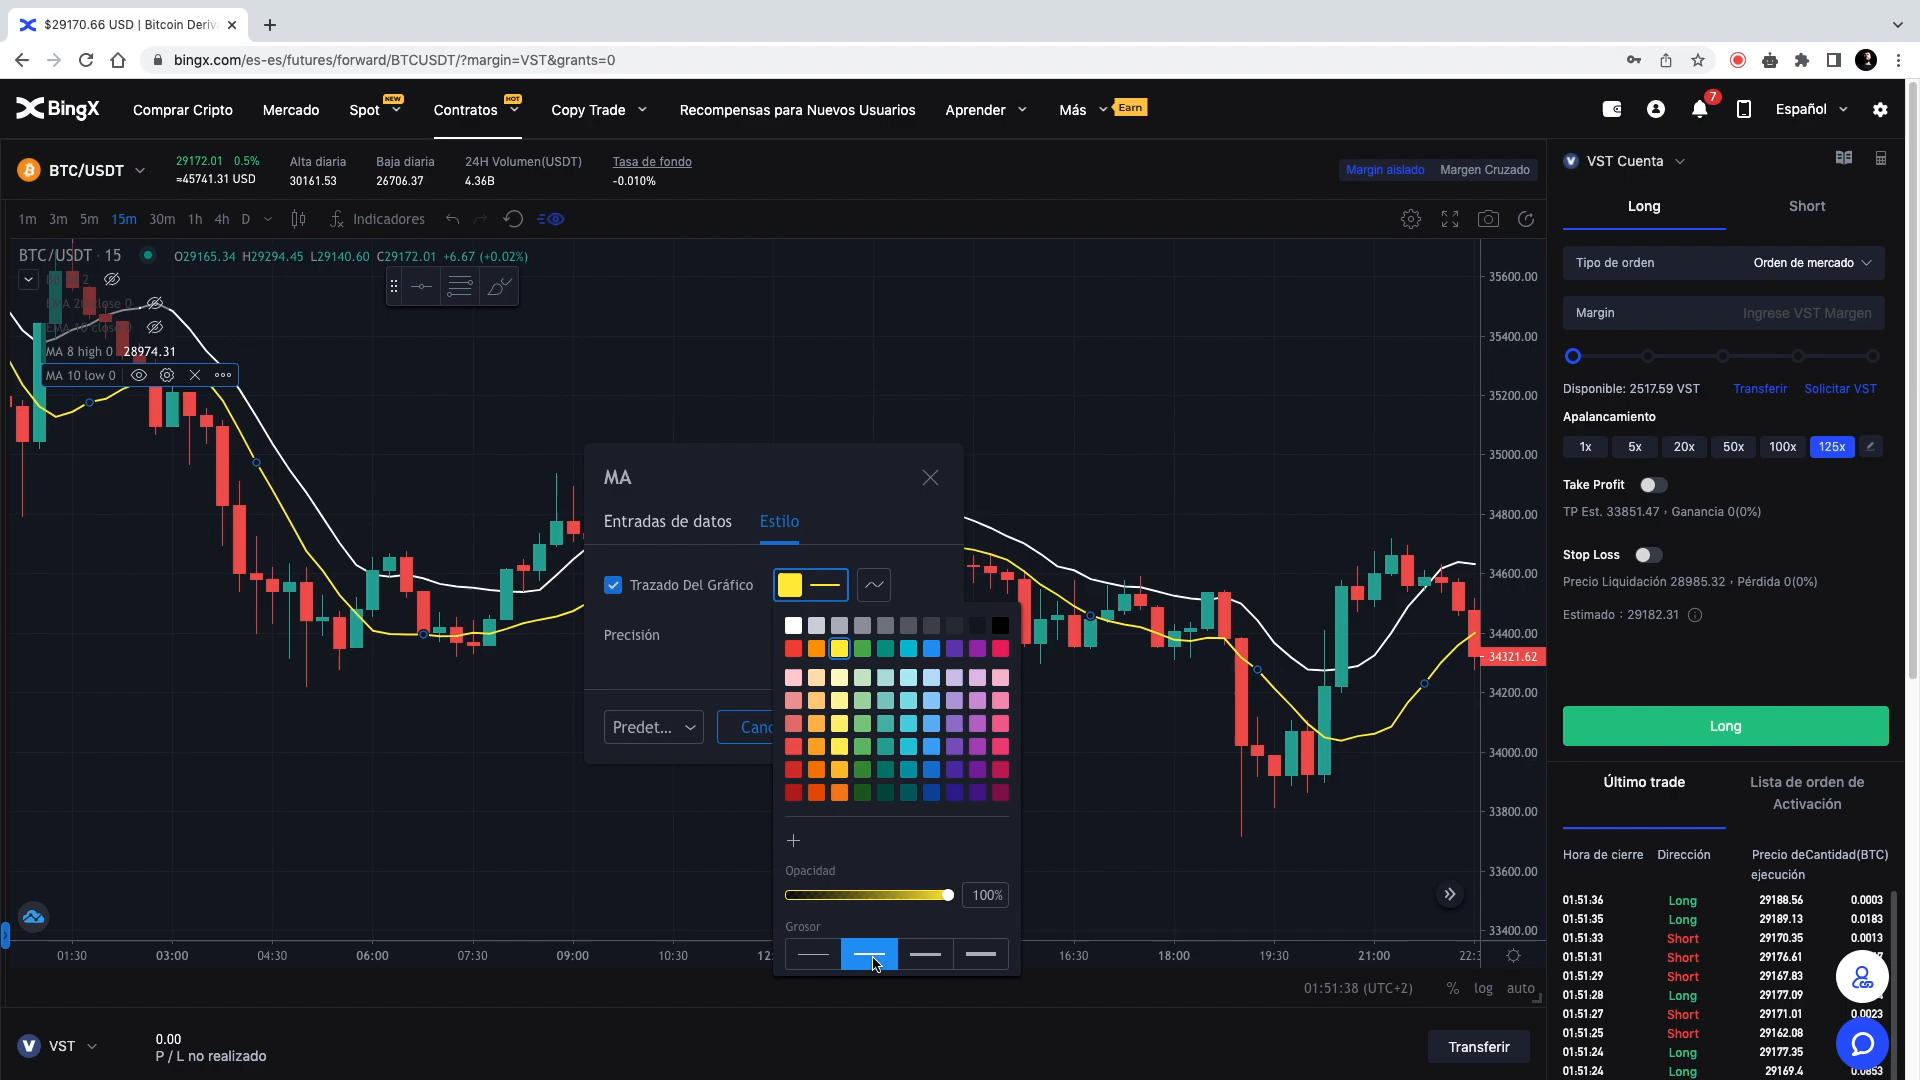 $29170.66 USD | Bitcoin Deriv
bingx.com/es-es/futures/forward/BTCUSDT/?margin=VST&grants=0
BingX
Comprar Cripto
Mercado
Spot
NEW
Contratos
HOT
Copy Trade
Recompensas para Nuevos Usuarios
Aprender
Más
Earn
7
Español
BTC/USDT
29172.01 0.5%
≈45741.31 USD
Alta diaria
30161.53
Baja diaria
26706.37
24H Volumen(USDT)
4.36B
Tasa de fondo
-0.010%
Margin aislado
Margen Cruzado
1m 3m 5m 15m 30m 1h 4h D
Indicadores
BTC/USDT · 15
O29165.34 H29294.45 L29140.60 C29172.01 +6.67 (+0.02%)
EMA 20 close 0
EMA 10 close 0
MA 8 high 0 28974.31
MA 10 low 0
MA
Entradas de datos
Estilo
Trazado Del Gráfico
Precisión
Predet...
Canc
Opacidad
100%
Grosor
35600.00
35400.00
35200.00
35000.00
34800.00
34600.00
34400.00
34321.62
34200.00
34000.00
33800.00
33600.00
33400.00
01:30 03:00 04:30 06:00 07:30 09:00 10:30 12: 16:30 18:00 19:30 21:00 22:3
01:51:38 (UTC+2)
% log auto
VST
0.00
P / L no realizado
Transferir
VST Cuenta
Long
Short
Tipo de orden
Orden de mercado
Margin
Ingrese VST Margen
Disponible: 2517.59 VST
Transferir
Solicitar VST
Apalancamiento
1x 5x 20x 50x 100x 125x
Take Profit
TP Est. 33851.47 · Ganancia 0(0%)
Stop Loss
Precio Liquidación 28985.32 · Pérdida 0(0%)
Estimado : 29182.31
Long
Último trade
Lista de orden de
Activación
Hora de cierre Dirección Precio deCantidad(BTC)
ejecución
01:51:36 Long 29188.56 0.0003
01:51:35 Long 29189.13 0.0183
01:51:33 Short 29170.35 0.0013
01:51:31 Short 29176.61 7
01:51:29 Short 29167.83
01:51:28 Long 29177.09
01:51:27 Short 29171.01 0.0023
01:51:25 Short 29162.08
01:51:24 Long 29177.35
01:51:24 Long 29169.4 0.0853